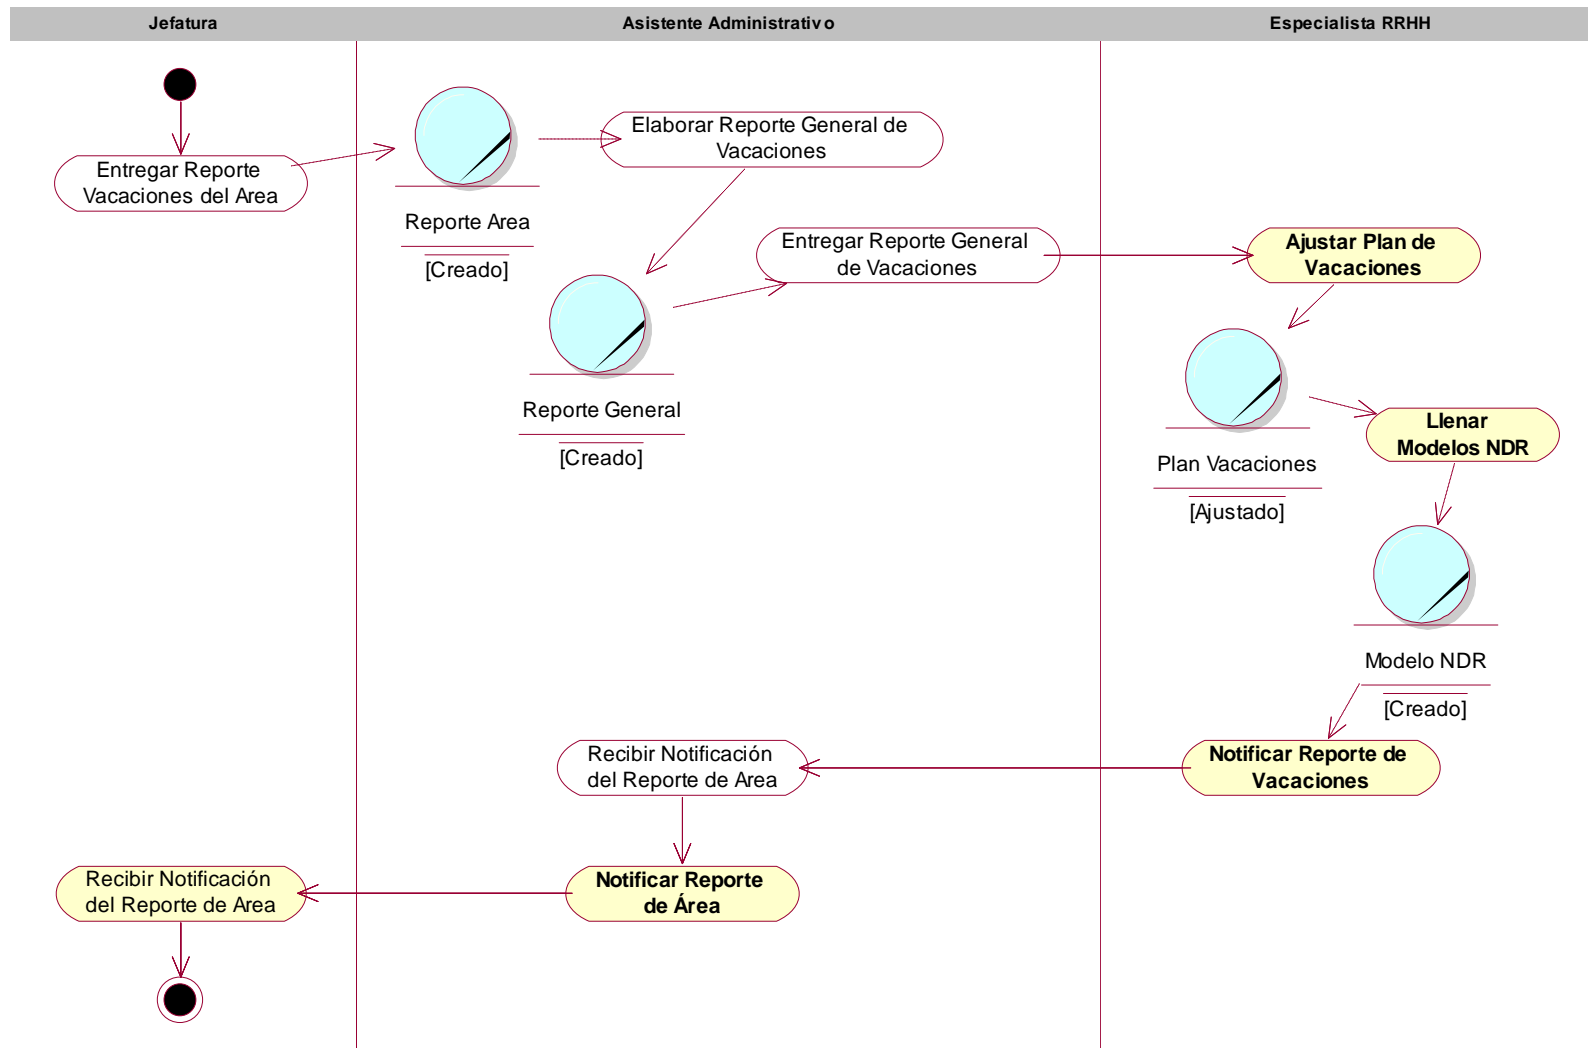 Jefatura
Asistente Administrativo
Especialista RRHH
Entregar Reporte
Vacaciones del Area
Reporte Area
[Creado]
Elaborar Reporte General de
Vacaciones
Reporte General
[Creado]
Entregar Reporte General
de Vacaciones
Ajustar Plan de
Vacaciones
Plan Vacaciones
[Ajustado]
Llenar
Modelos NDR
Modelo NDR
[Creado]
Notificar Reporte de
Vacaciones
Recibir Notificación
del Reporte de Area
Notificar Reporte
de Área
Recibir Notificación
del Reporte de Area